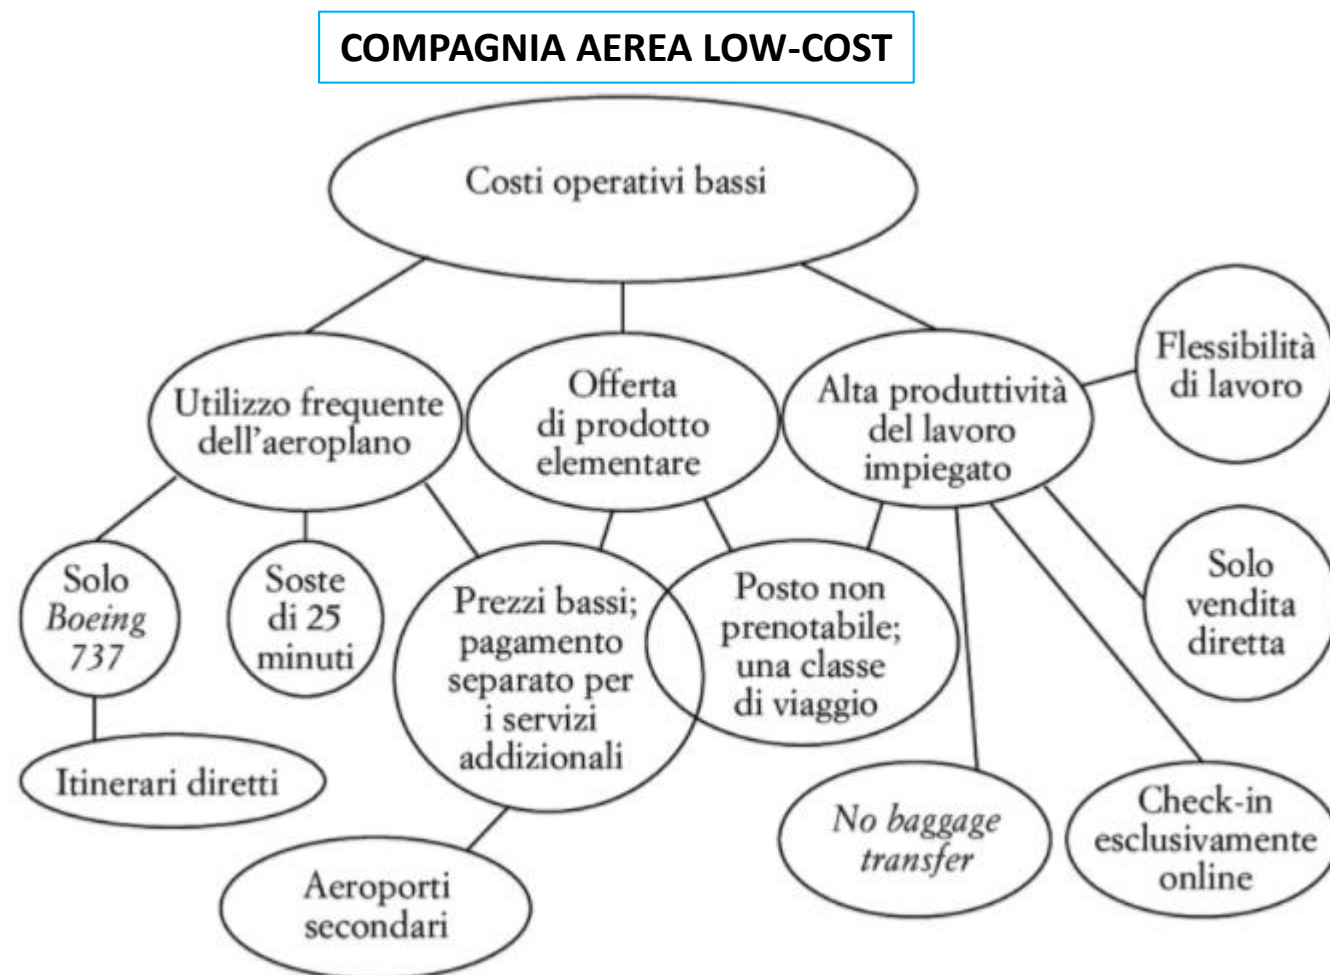 COMPAGNIA AEREA LOW-COST
Costi operativi bassi
Utilizzo frequente
dell'aeroplano
Offerta
di prodotto
elementare
Alta produttività
del lavoro
impiegato
Flessibilità
di lavoro
Solo
Boeing
737
Soste
di 25
minuti
Prezzi bassi;
pagamento
separato per
i servizi
addizionali
Posto non
prenotabile;
una classe
di viaggio
Solo
vendita
diretta
Itinerari diretti
Aeroporti
secondari
No baggage
transfer
Check-in
esclusivamente
online